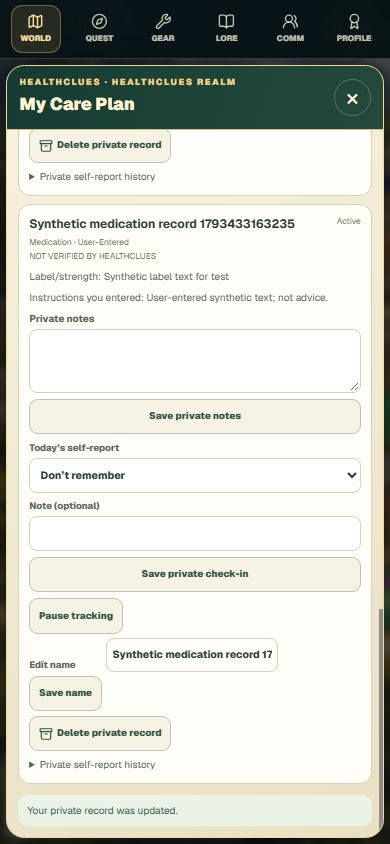 WORLD QUEST GEAR LORE COMM PROFILE
HEALTHCLUES · HEALTHCLUES REALM
My Care Plan
Delete private record
Private self-report history
Synthetic medication record 1793433163235 Active
Medication · User-Entered
NOT VERIFIED BY HEALTHCLUES
Label/strength: Synthetic label text for test
Instructions you entered: User-entered synthetic text; not advice.
Private notes
Save private notes
Today's self-report
Don't remember
Note (optional)
Save private check-in
Pause tracking
Edit name Synthetic medication record 17
Save name
Delete private record
Private self-report history
Your private record was updated.